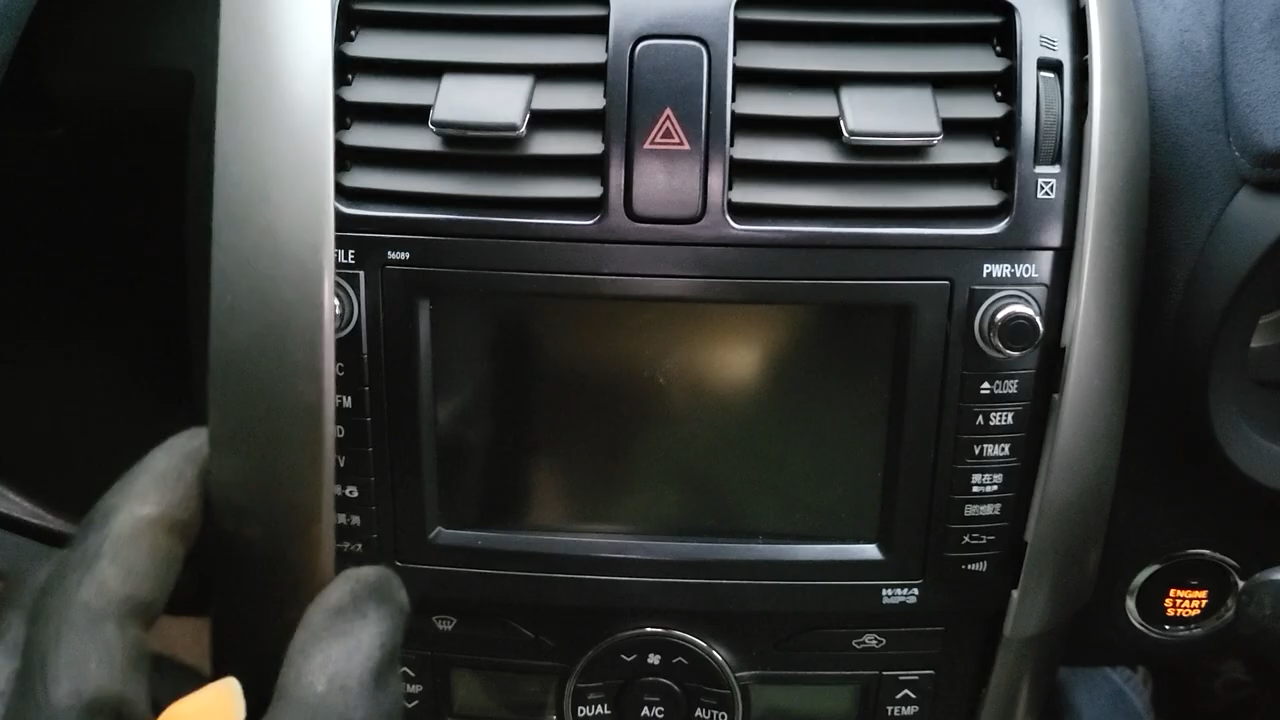 FILE
56089
PWR·VOL
CLOSE
∧ SEEK
∨ TRACK
現在地
目的地設定
メニュー
FM
WMA
MP3
ENGINE
START
STOP
DUAL
A/C
AUTO
TEMP